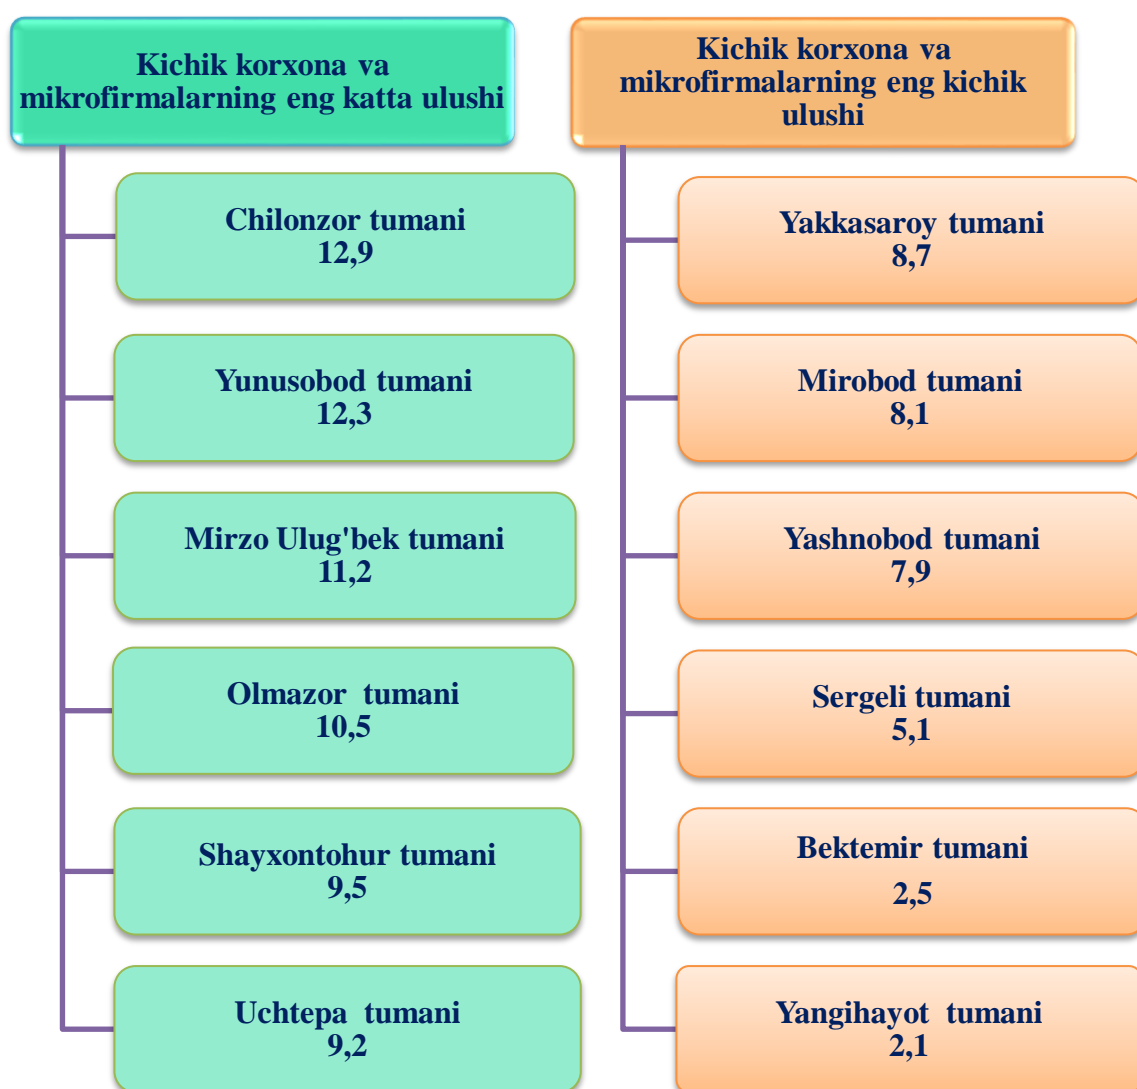 Kichik korxona va
mikrofirmalarning eng katta ulushi
Chilonzor tumani
12,9
Yunusobod tumani
12,3
Mirzo Ulug'bek tumani
11,2
Olmazor tumani
10,5
Shayxontohur tumani
9,5
Uchtepa tumani
9,2
Kichik korxona va
mikrofirmalarning eng kichik
ulushi
Yakkasaroy tumani
8,7
Mirobod tumani
8,1
Yashnobod tumani
7,9
Sergeli tumani
5,1
Bektemir tumani
2,5
Yangihayot tumani
2,1